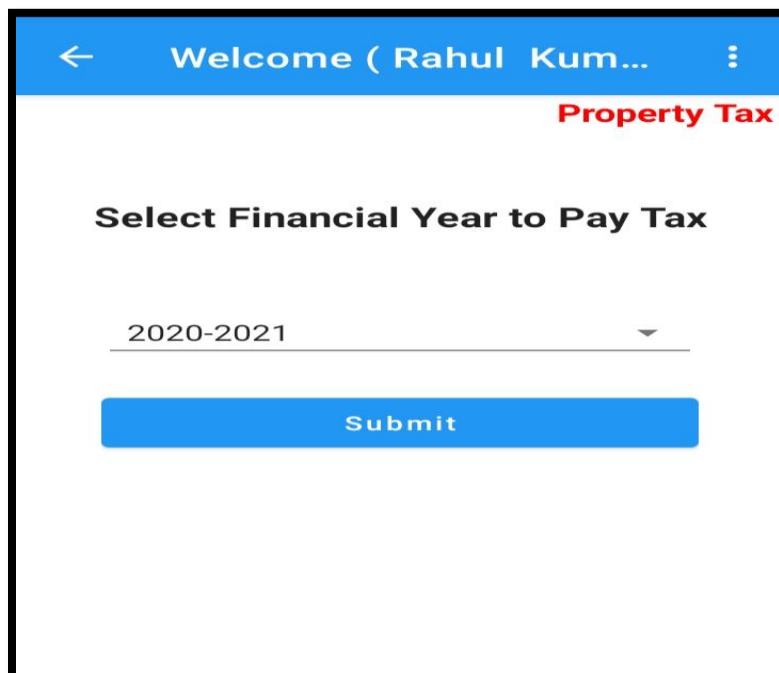 Welcome ( Rahul Kum...
Property Tax
Select Financial Year to Pay Tax
2020-2021
Submit